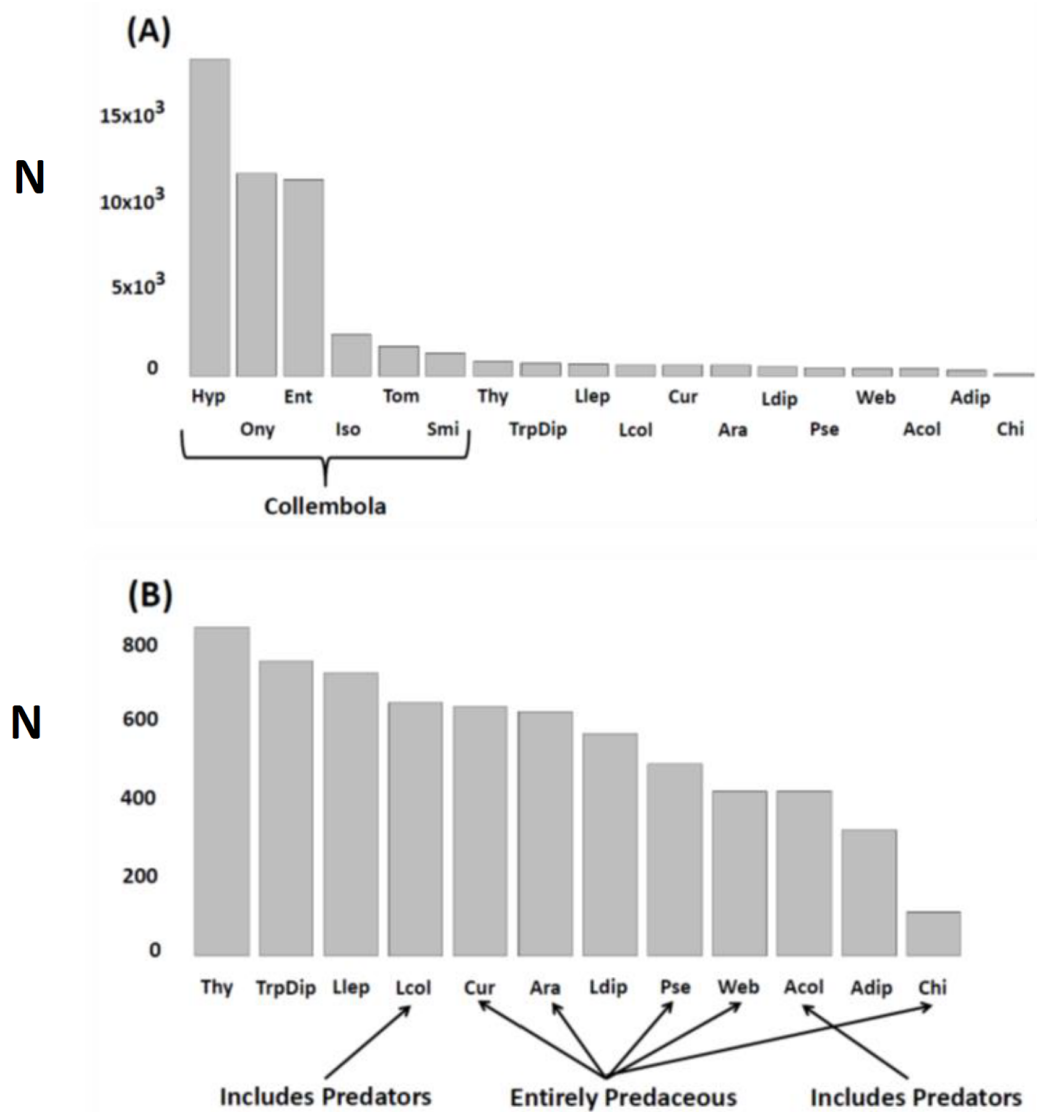 (A)
15x10³
N
10x10³
5x10³
0
Hyp Ent Tom Thy Llep Cur Ldip Web Adip
Ony Iso Smi TrpDip Lcol Ara Pse Acol Chi
Collembola
(B)
800
N
600
400
200
0
Thy TrpDip Llep Lcol Cur Ara Ldip Pse Web Acol Adip Chi
Includes Predators Entirely Predaceous Includes Predators